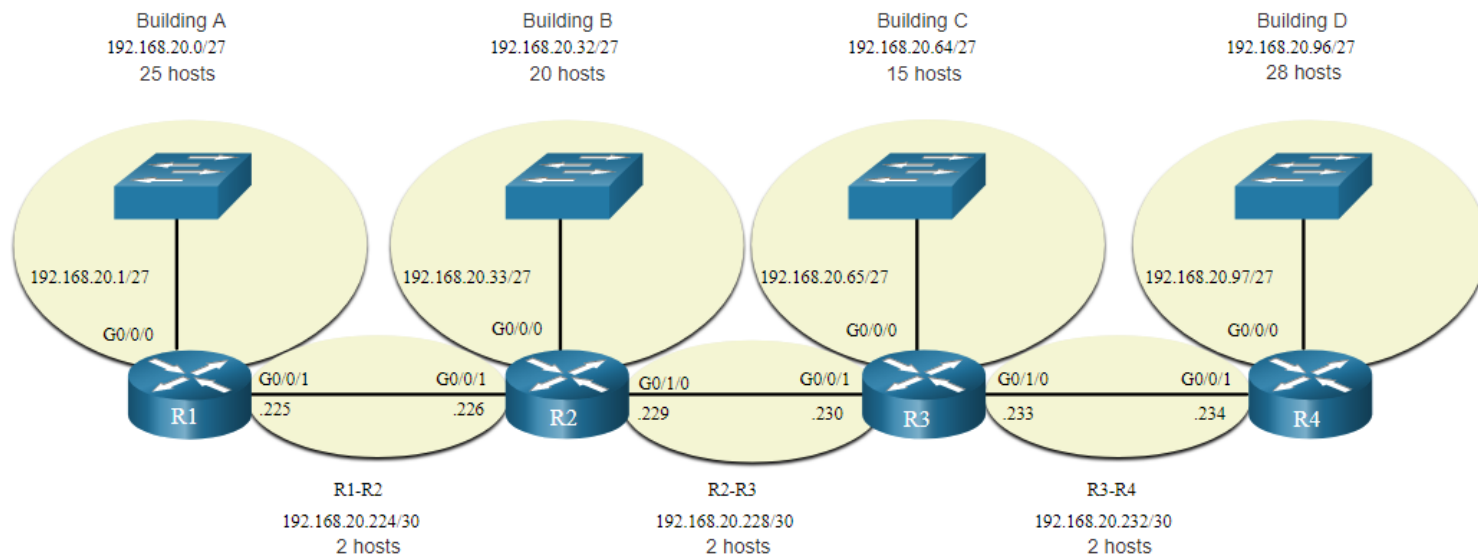 Building A
192.168.20.0/27
25 hosts
Building B
192.168.20.32/27
20 hosts
Building C
192.168.20.64/27
15 hosts
Building D
192.168.20.96/27
28 hosts
192.168.20.1/27
192.168.20.33/27
192.168.20.65/27
192.168.20.97/27
G0/0/0
G0/0/0
G0/0/0
G0/0/0
R1
G0/0/1
.225
G0/0/1
.226
R2
G0/1/0
.229
G0/0/1
.230
R3
G0/1/0
.233
G0/0/1
.234
R4
R1-R2
192.168.20.224/30
2 hosts
R2-R3
192.168.20.228/30
2 hosts
R3-R4
192.168.20.232/30
2 hosts